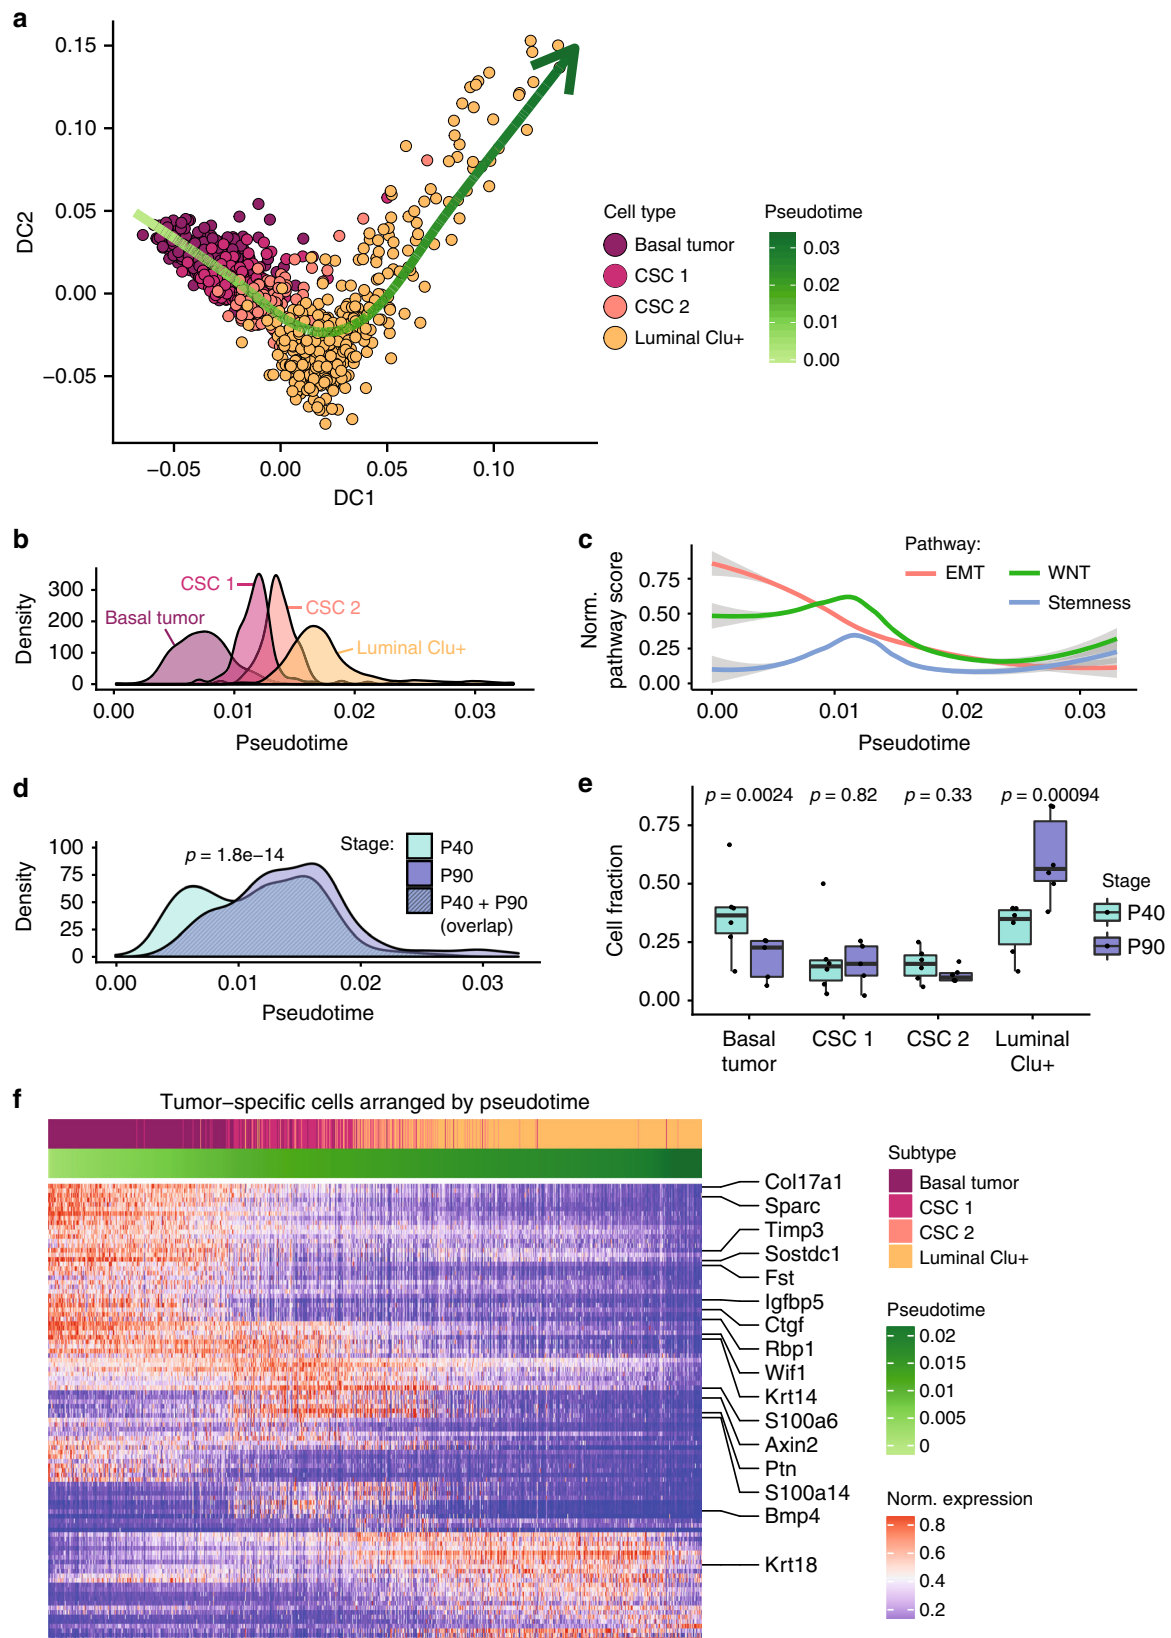 a
0.15
0.10
0.05
0.00
−0.05
DC2
−0.05 0.00 0.05 0.10
DC1
Cell type
Basal tumor
CSC 1
CSC 2
Luminal Clu+
Pseudotime
0.03
0.02
0.01
0.00
b
300
200
100
0
Density
CSC 1
CSC 2
Basal tumor
Luminal Clu+
0.00 0.01 0.02 0.03
Pseudotime
c
Norm.
pathway score
0.75
0.50
0.25
0.00
Pathway:
EMT
WNT
Stemness
0.00 0.01 0.02 0.03
Pseudotime
d
100
75
50
25
0
Density
p = 1.8e−14
Stage:
P40
P90
P40 + P90
(overlap)
0.00 0.01 0.02 0.03
Pseudotime
e
p = 0.0024 p = 0.82 p = 0.33 p = 0.00094
0.75
0.50
0.25
0.00
Cell fraction
Basal
tumor
CSC 1
CSC 2
Luminal
Clu+
Stage
P40
P90
f
Tumor−specific cells arranged by pseudotime
Col17a1
Sparc
Timp3
Sostdc1
Fst
Igfbp5
Ctgf
Rbp1
Wif1
Krt14
S100a6
Axin2
Ptn
S100a14
Bmp4
Krt18
Subtype
Basal tumor
CSC 1
CSC 2
Luminal Clu+
Pseudotime
0.02
0.015
0.01
0.005
0
Norm. expression
0.8
0.6
0.4
0.2